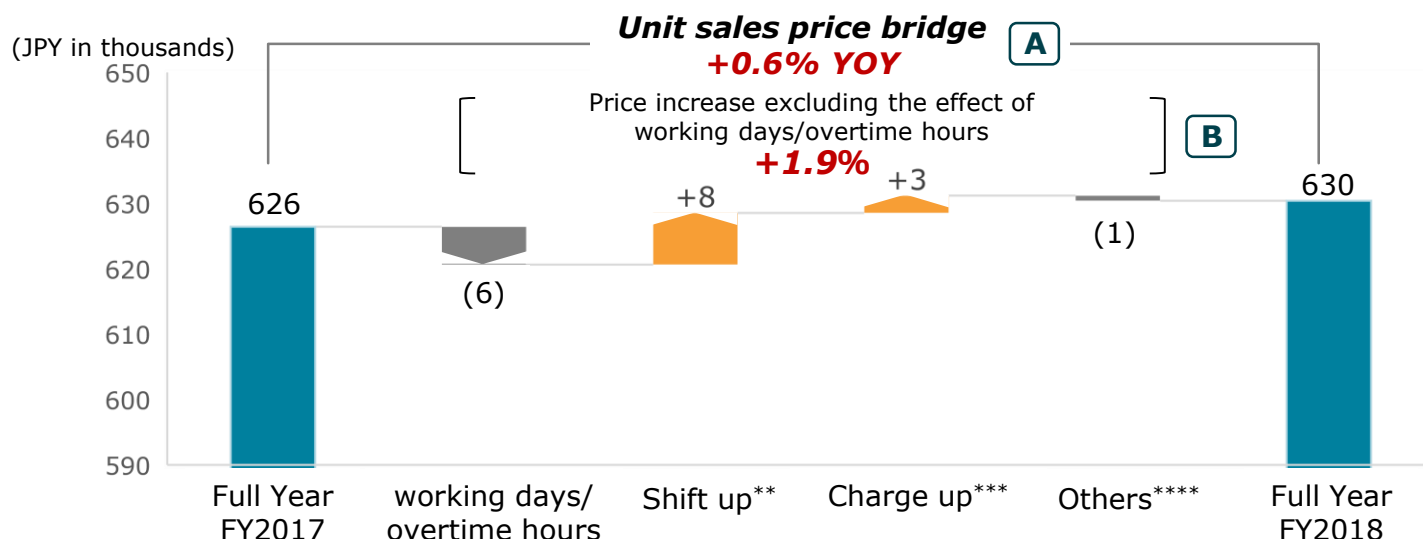 Unit sales price bridge
A
(JPY in thousands)
+0.6% YOY
650
Price increase excluding the effect of
working days/overtime hours
B
640
+1.9%
630
626
+8
+3
630
(6)
(1)
620
610
600
590
Full Year
FY2017
working days/
overtime hours
Shift up**
Charge up***
Others****
Full Year
FY2018